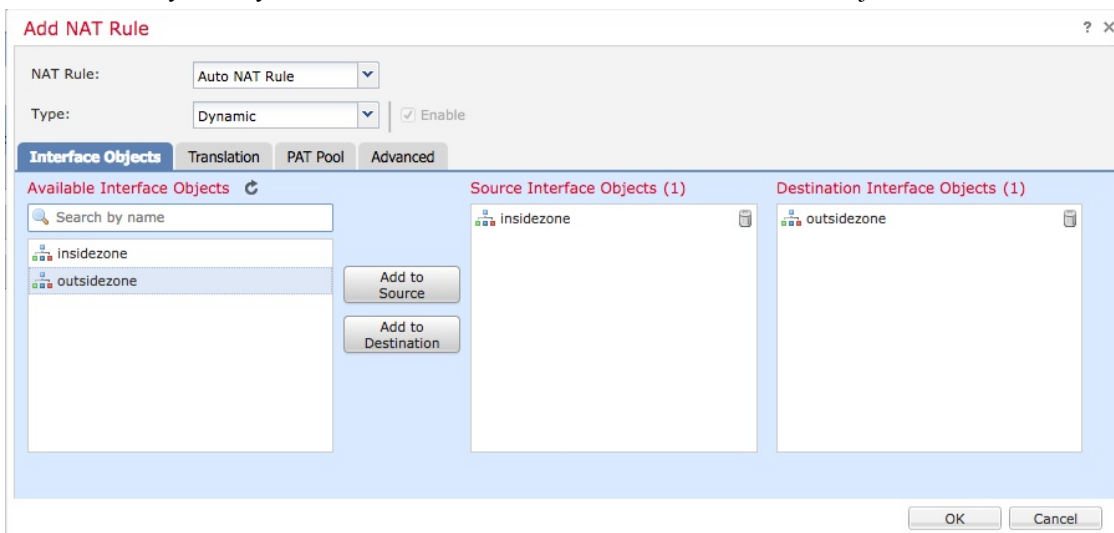 Add NAT Rule
? X
NAT Rule:
Auto NAT Rule
Type:
Dynamic
Enable
Interface Objects
Translation
PAT Pool
Advanced
Available Interface Objects
Search by name
insidezone
outsidezone
Add to
Source
Add to
Destination
Source Interface Objects (1)
insidezone
Destination Interface Objects (1)
outsidezone
OK
Cancel